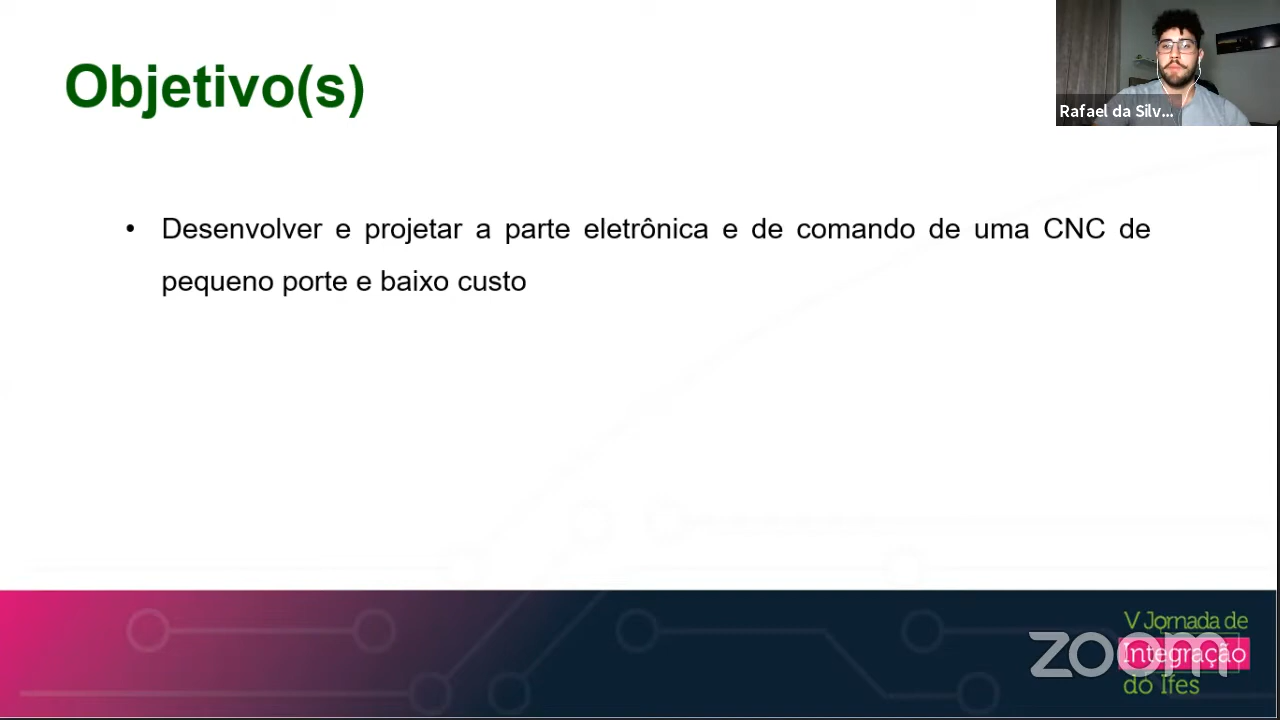 Objetivo(s)
Rafael da Silv...
• Desenvolver e projetar a parte eletrônica e de comando de uma CNC de
pequeno porte e baixo custo
V Jornada de
Integração
do Ifes
zoom